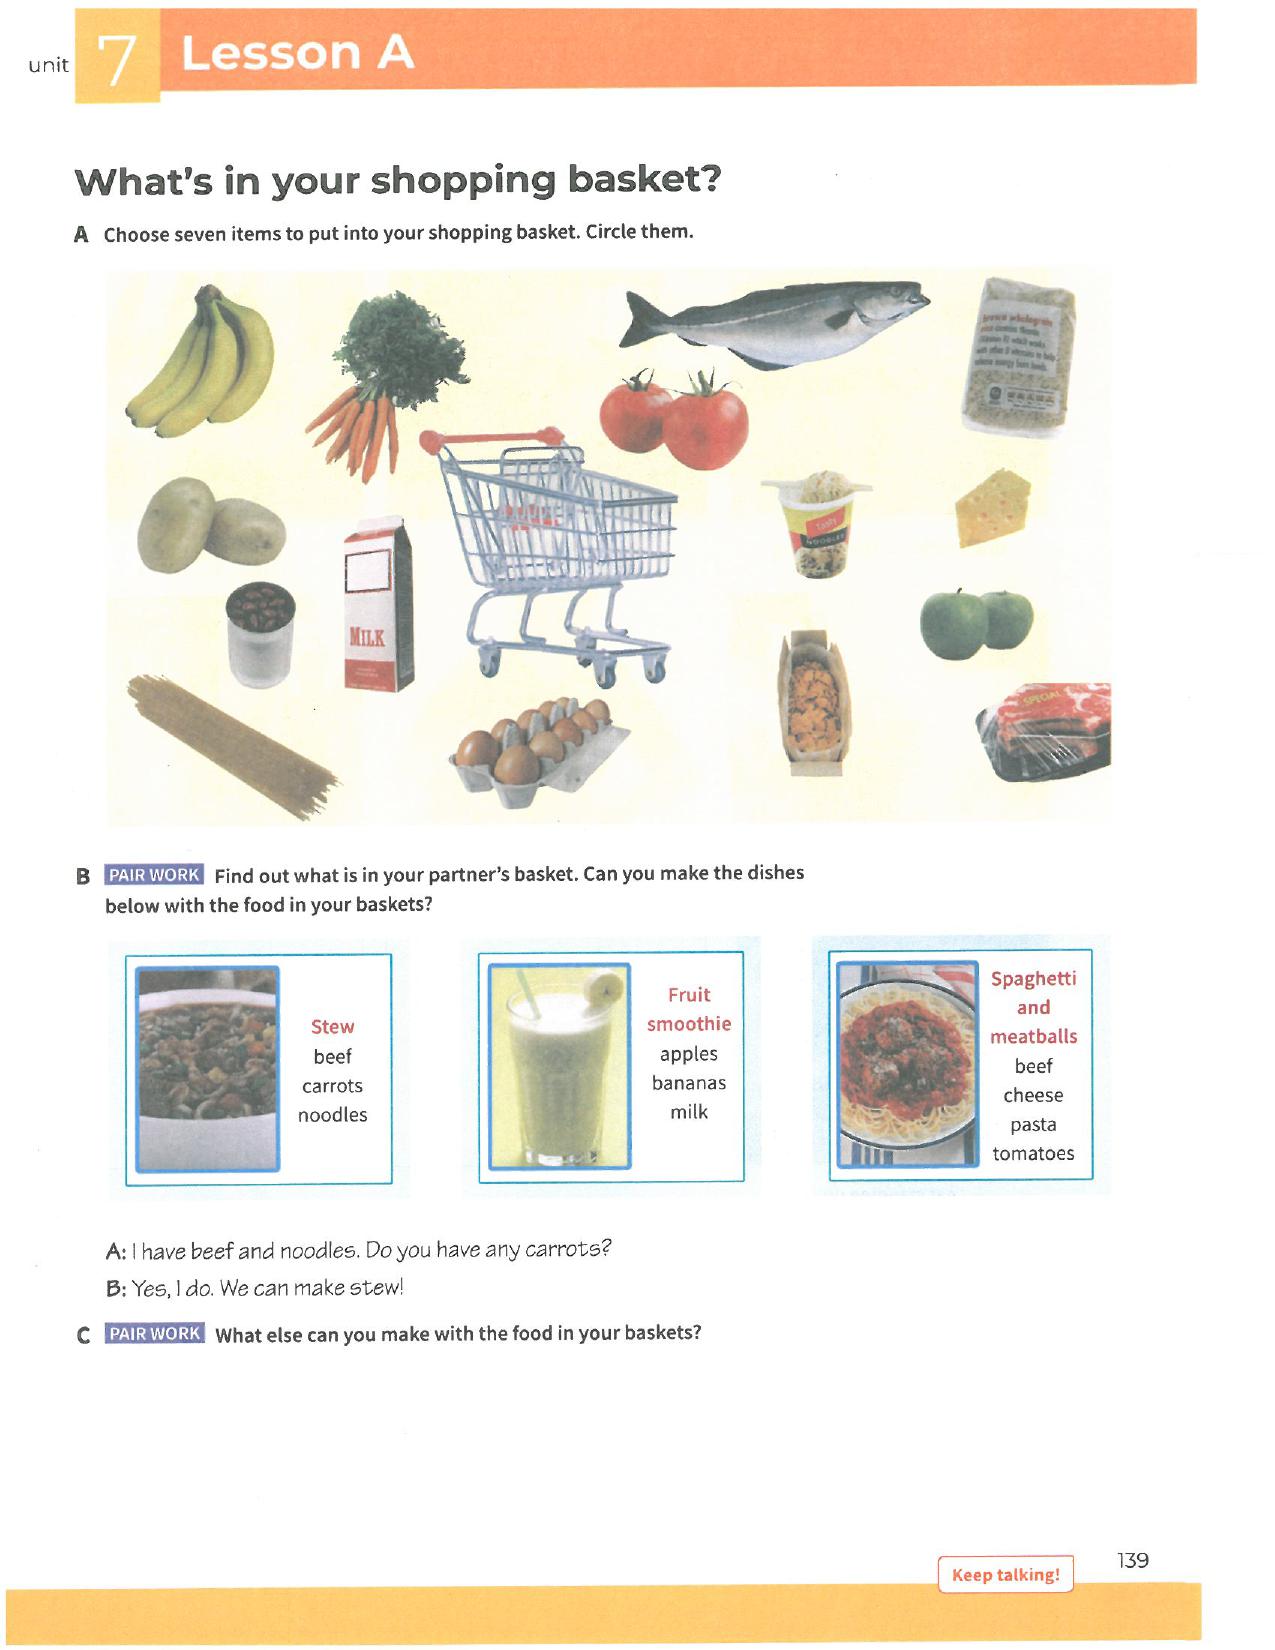 unit 7 Lesson A
What's in your shopping basket?
A Choose seven items to put into your shopping basket. Circle them.
brown wholegrain
Tasty
NOODLES
MILK
SPECIAL
B PAIR WORK Find out what is in your partner's basket. Can you make the dishes
below with the food in your baskets?
Stew
beef
carrots
noodles
Fruit
smoothie
apples
bananas
milk
Spaghetti
and
meatballs
beef
cheese
pasta
tomatoes
A: I have beef and noodles. Do you have any carrots?
B: Yes, I do. We can make stew!
C PAIR WORK What else can you make with the food in your baskets?
Keep talking!
139